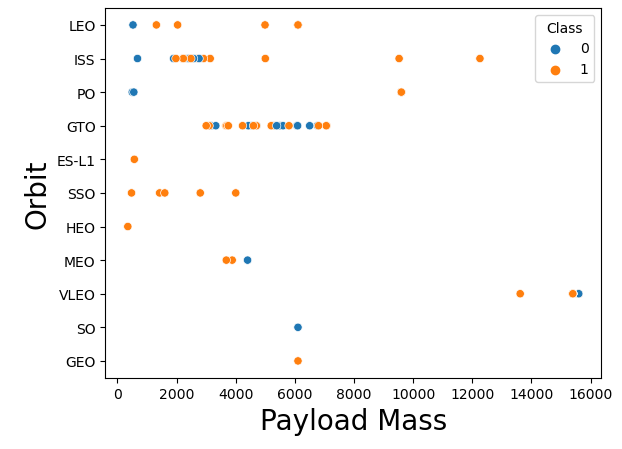 LEO
ISS
PO
GTO
ES-L1
SSO
HEO
MEO
VLEO
SO
GEO
Orbit
Class
0
1
0 2000 4000 6000 8000 10000 12000 14000 16000
Payload Mass